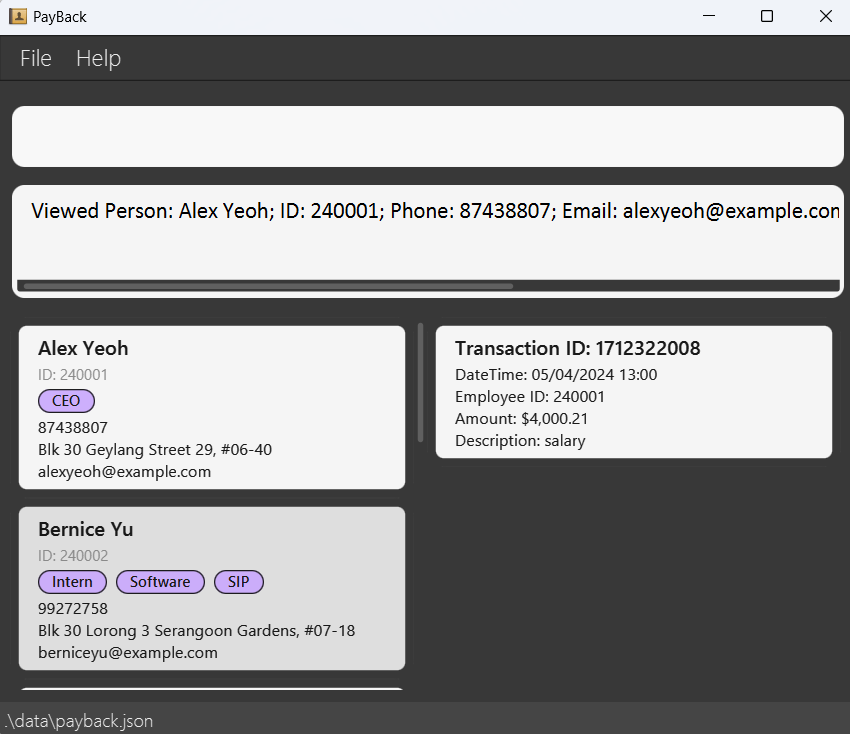 PayBack
File Help
Viewed Person: Alex Yeoh; ID: 240001; Phone: 87438807; Email: alexyeoh@example.con
Alex Yeoh
ID: 240001
CEO
87438807
Blk 30 Geylang Street 29, #06-40
alexyeoh@example.com
Bernice Yu
ID: 240002
Intern Software SIP
99272758
Blk 30 Lorong 3 Serangoon Gardens, #07-18
berniceyu@example.com
Transaction ID: 1712322008
DateTime: 05/04/2024 13:00
Employee ID: 240001
Amount: $4,000.21
Description: salary
.\data\payback.json